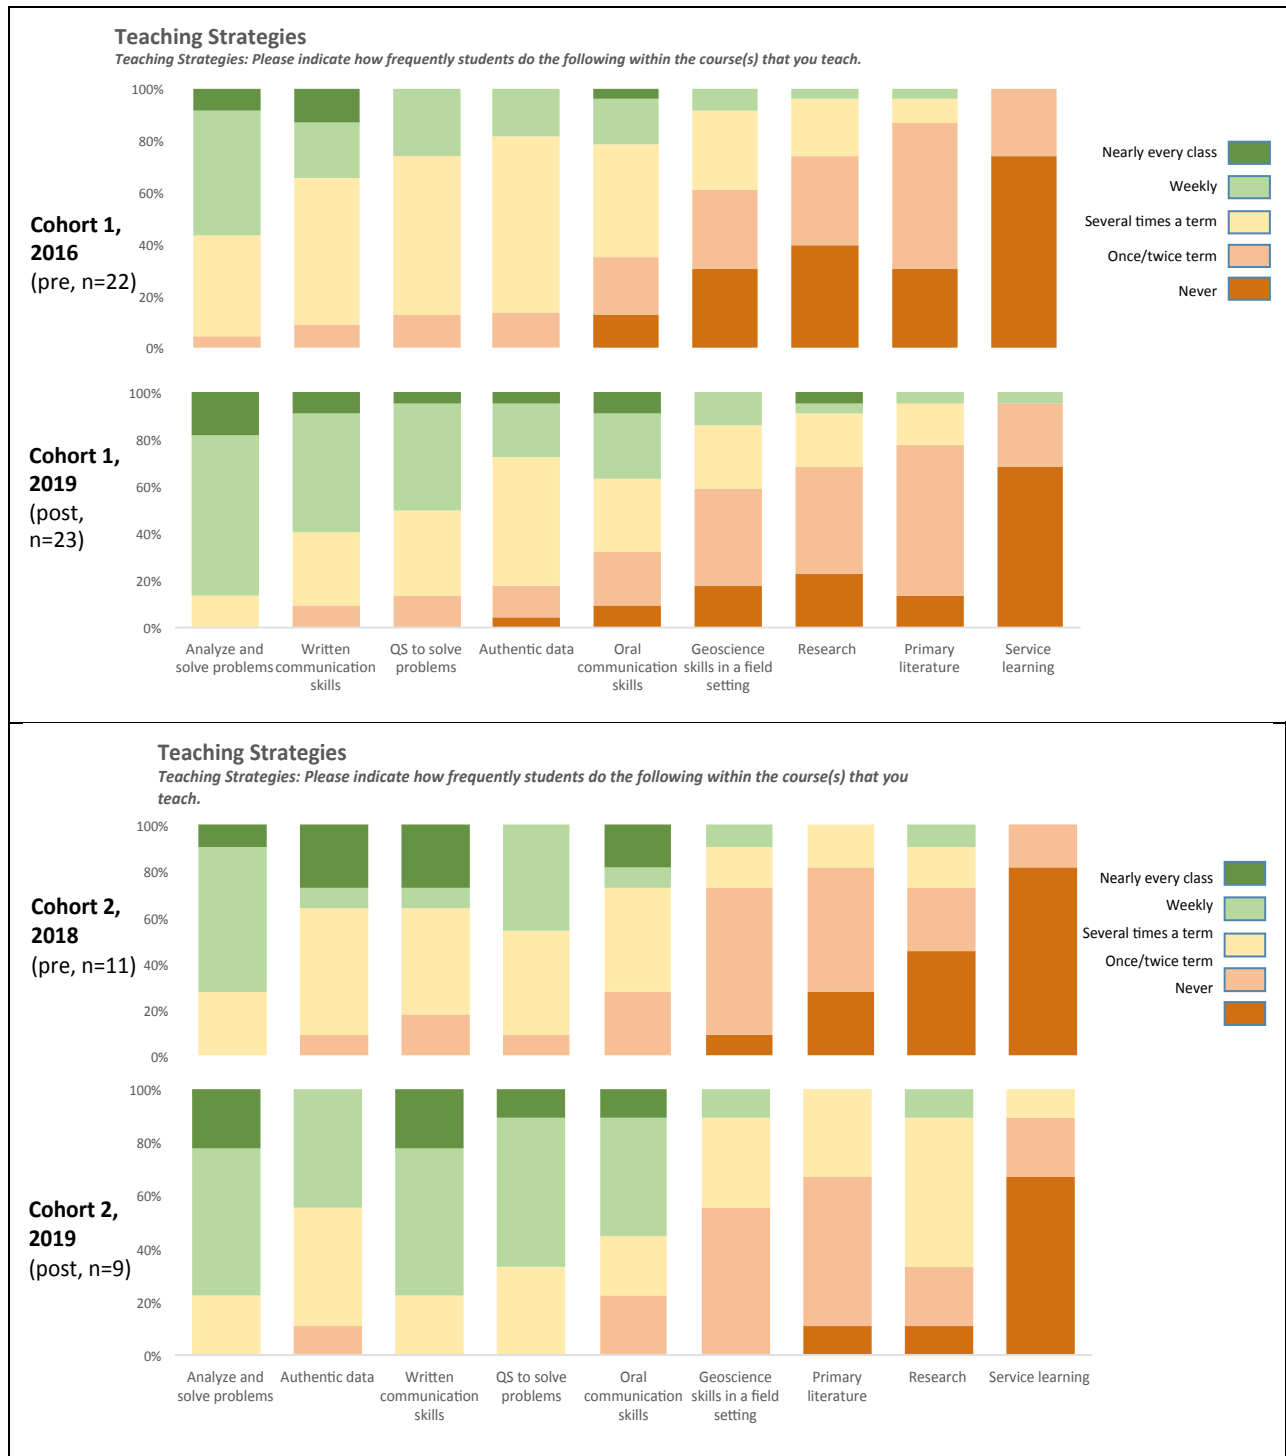 Teaching Strategies
Teaching Strategies: Please indicate how frequently students do the following within the course(s) that you teach.
100%
80%
60%
40%
20%
0%
Cohort 1,
2016
(pre, n=22)
Nearly every class
Weekly
Several times a term
Once/twice term
Never
100%
80%
60%
40%
20%
0%
Cohort 1,
2019
(post,
n=23)
Analyze and
solve problems
Written
communication
skills
QS to solve
problems
Authentic data
Oral
communication
skills
Geoscience
skills in a field
setting
Research
Primary
literature
Service
learning
Teaching Strategies
Teaching Strategies: Please indicate how frequently students do the following within the course(s) that you
teach.
100%
80%
60%
40%
20%
0%
Cohort 2,
2018
(pre, n=11)
Nearly every class
Weekly
Several times a term
Once/twice term
Never
100%
80%
60%
40%
20%
0%
Cohort 2,
2019
(post, n=9)
Analyze and
solve problems
Authentic data
Written
communication
skills
QS to solve
problems
Oral
communication
skills
Geoscience
skills in a field
setting
Primary
literature
Research
Service learning